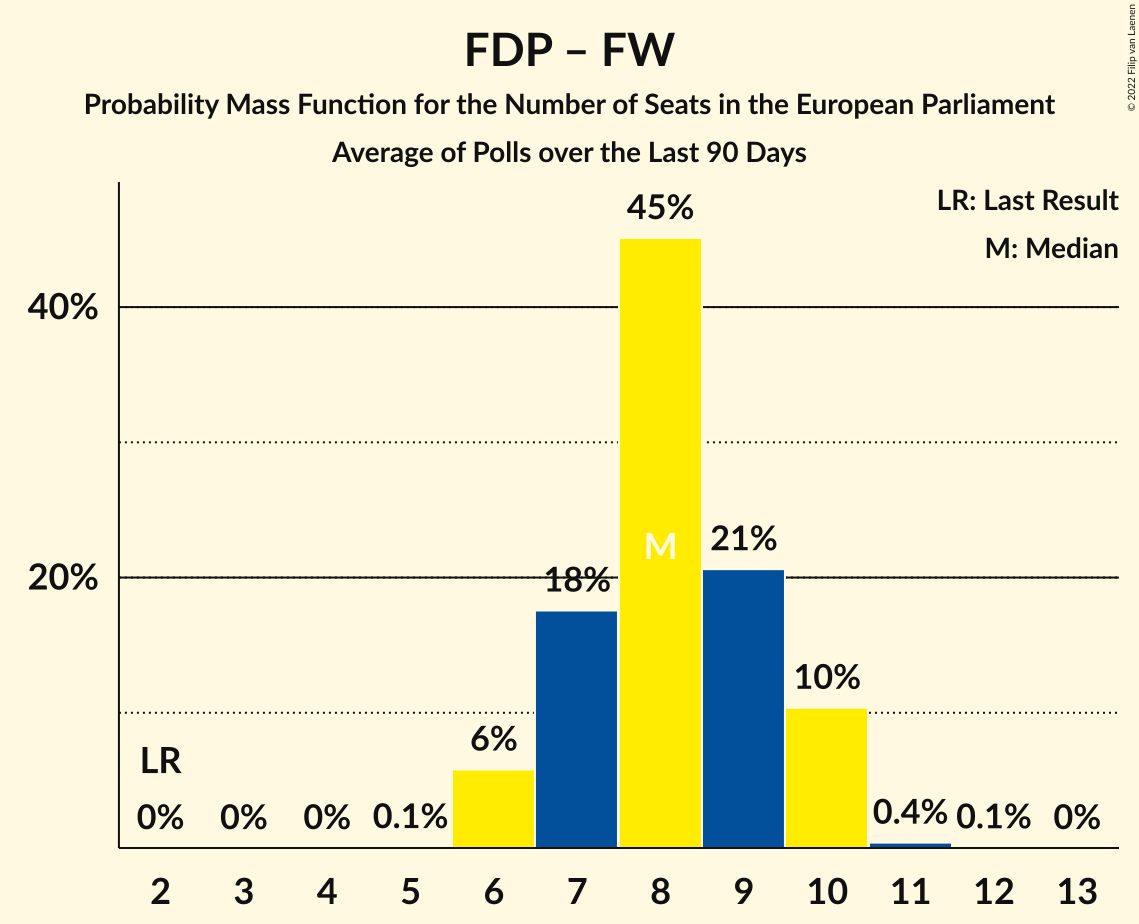 FDP – FW
Probability Mass Function for the Number of Seats in the European Parliament
Average of Polls over the Last 90 Days
© 2022 Filip van Laenen
LR: Last Result
M: Median
40%
20%
LR
0%
0%
0%
0.1%
6%
18%
45%
M
21%
10%
0.4%
0.1%
0%
2 3 4 5 6 7 8 9 10 11 12 13